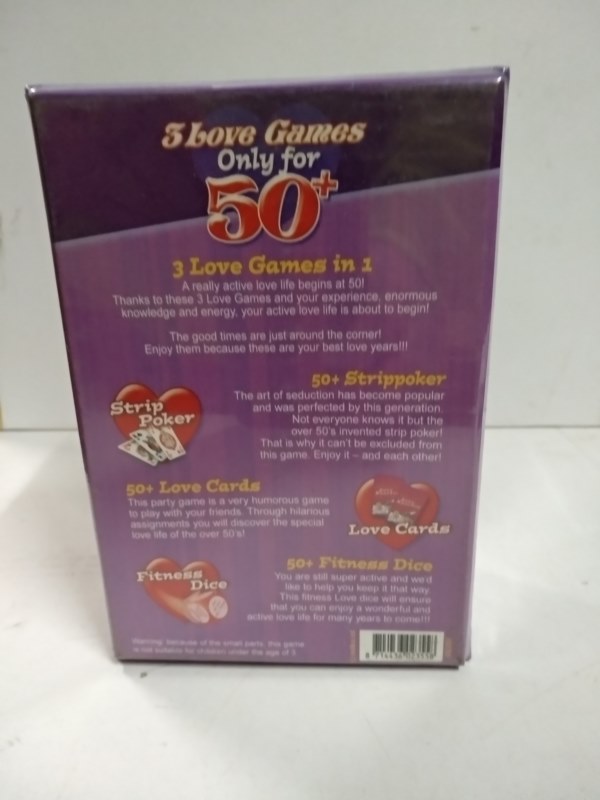 3 Love Games
Only for
50+
3 Love Games in 1
A really active love life begins at 50!
Thanks to these 3 Love Games and your experience, enormous
knowledge and energy, your active love life is about to begin!
The good times are just around the corner!
Enjoy them because these are your best love years!!!
50+ Strippoker
The art of seduction has become popular
and was perfected by this generation.
Not everyone knows it but the
over 50's invented strip poker!
That is why it can't be excluded from
this game. Enjoy it – and each other!
Strip
Poker
50+ Love Cards
This party game is a very humorous game
to play with your friends. Through hilarious
assignments you will discover the special
love life of the over 50's!
Love Cards
50+ Fitness Dice
You are still super active and we'd
like to help you keep it that way.
This fitness Love dice will ensure
that you can enjoy a wonderful and
active love life for many years to come!!!
Fitness
Dice
Warning: because of the small parts, this game
is not suitable for children under the age of 3